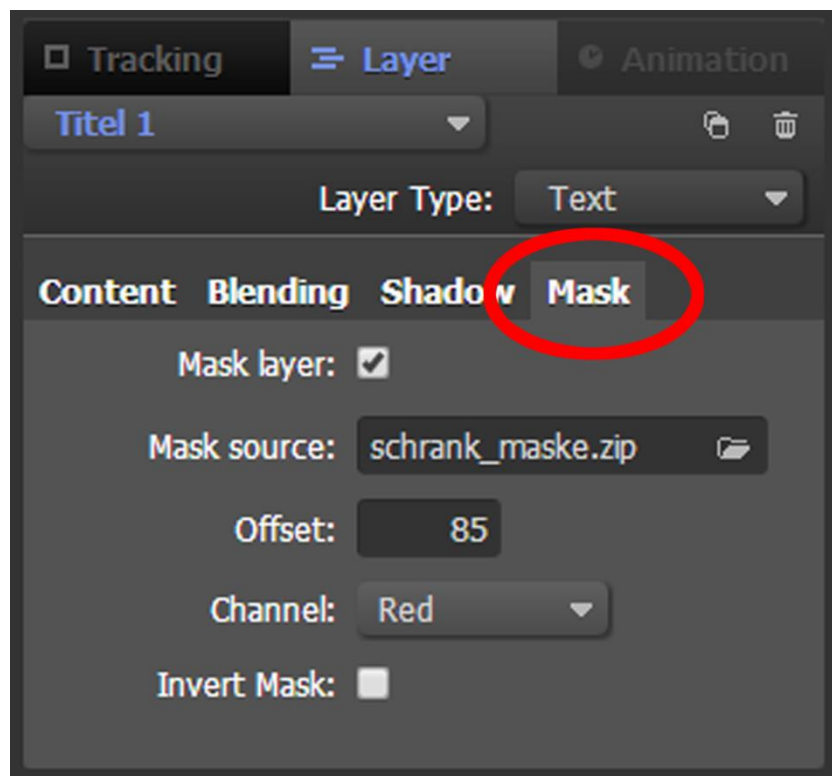 Tracking Layer Animation
Titel 1
Layer Type: Text
Content Blending Shadow Mask
Mask layer:
Mask source: schrank_maske.zip
Offset: 85
Channel: Red
Invert Mask: